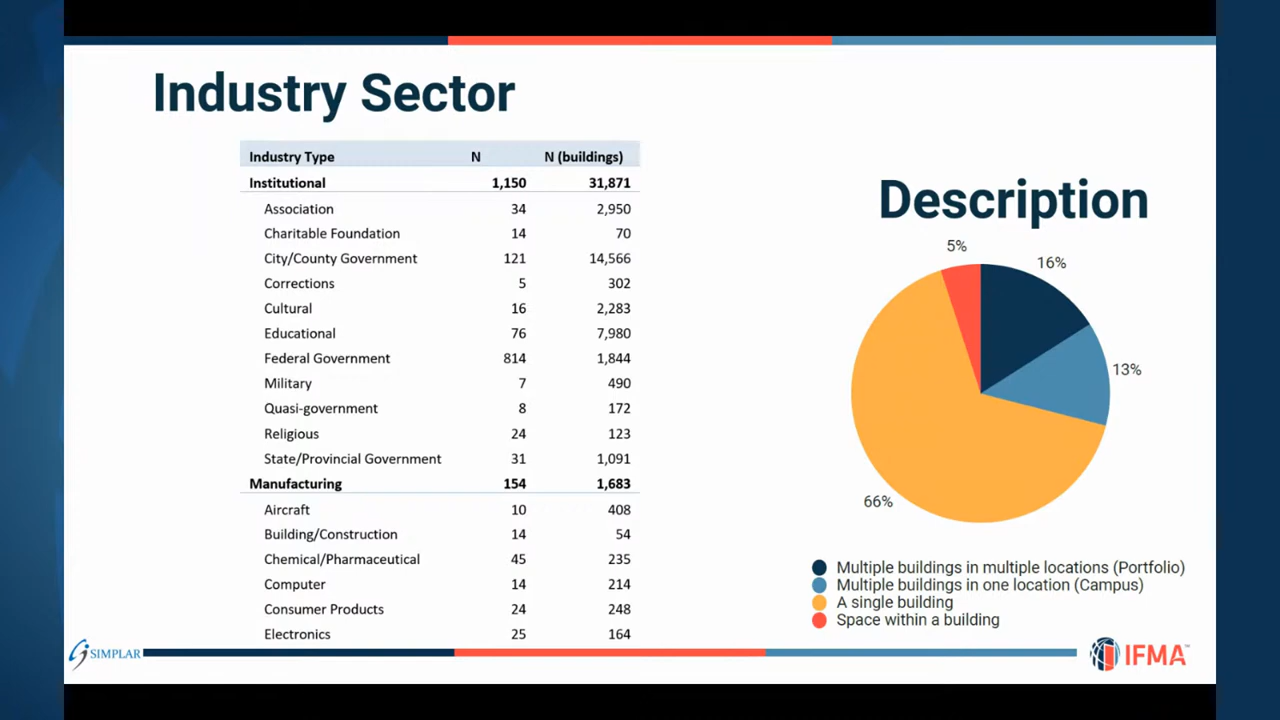 Industry Sector
Industry Type N N (buildings)
Institutional 1,150 31,871
Association 34 2,950
Charitable Foundation 14 70
City/County Government 121 14,566
Corrections 5 302
Cultural 16 2,283
Educational 76 7,980
Federal Government 814 1,844
Military 7 490
Quasi-government 8 172
Religious 24 123
State/Provincial Government 31 1,091
Manufacturing 154 1,683
Aircraft 10 408
Building/Construction 14 54
Chemical/Pharmaceutical 45 235
Computer 14 214
Consumer Products 24 248
Electronics 25 164
Description
5%
16%
13%
66%
Multiple buildings in multiple locations (Portfolio)
Multiple buildings in one location (Campus)
A single building
Space within a building
SIMPLAR
IFMA™